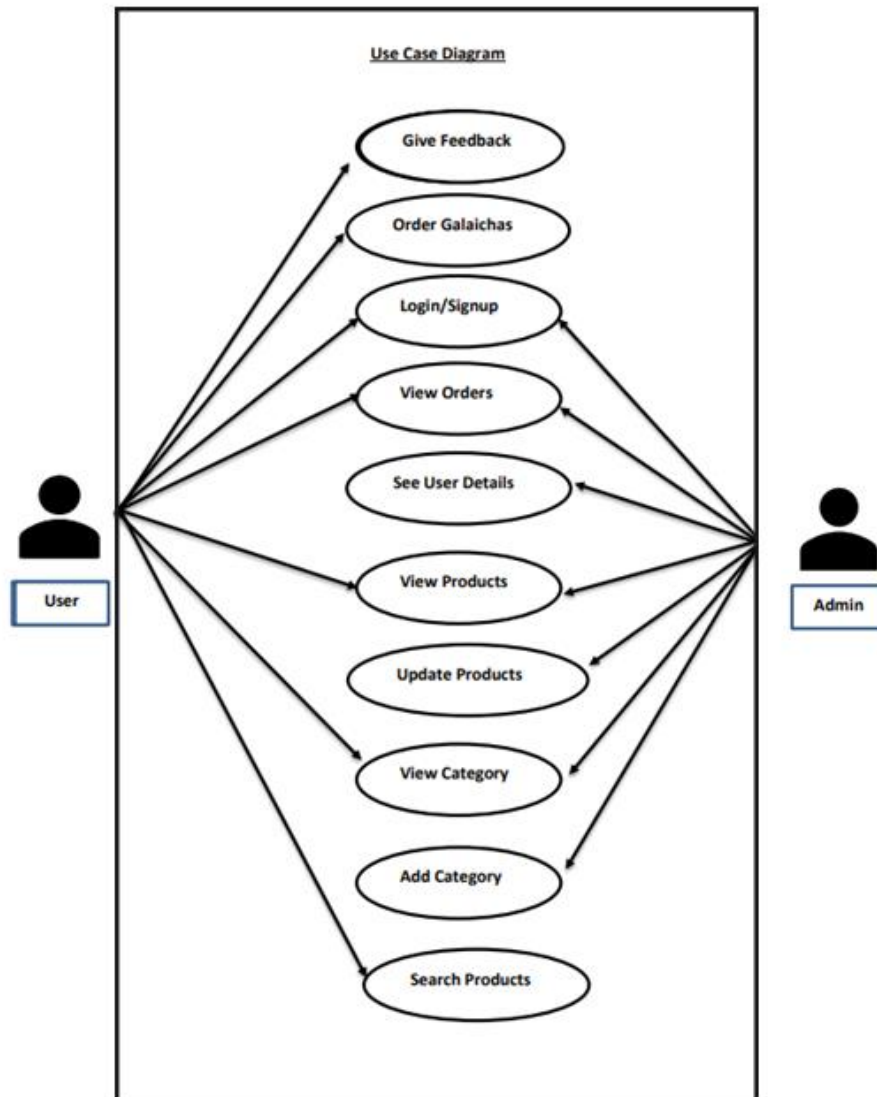 Use Case Diagram
Give Feedback
Order Galaichas
Login/Signup
View Orders
See User Details
View Products
User
Admin
Update Products
View Category
Add Category
Search Products